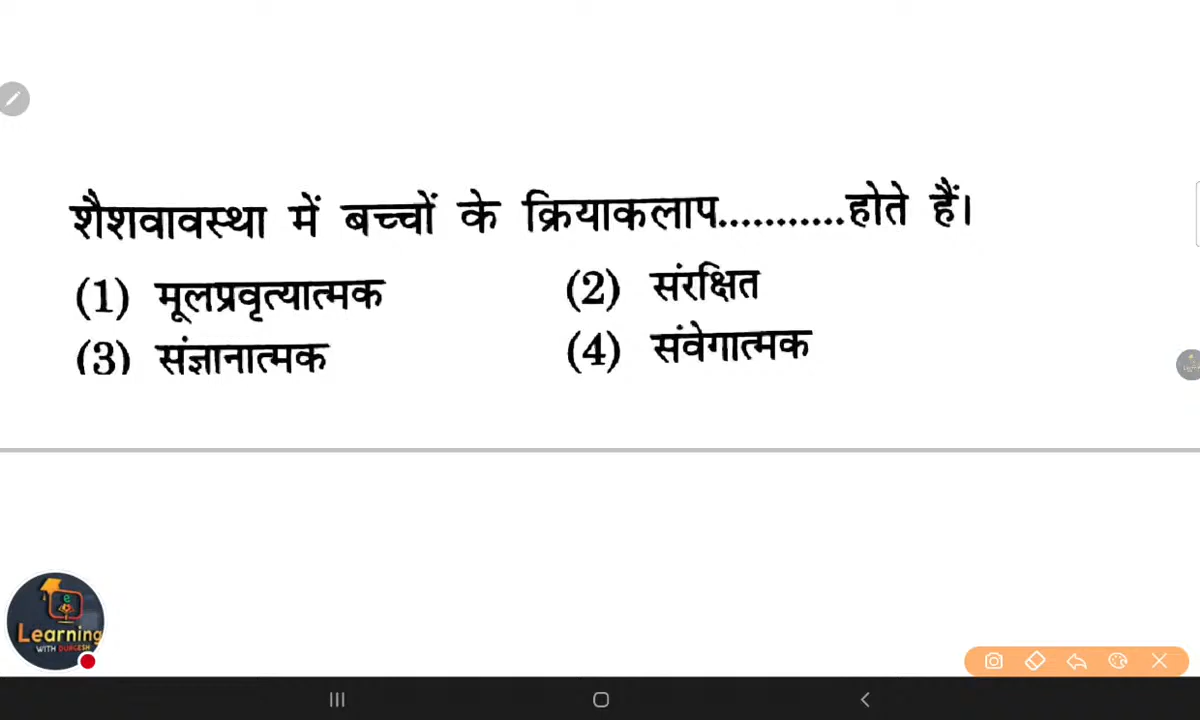 शैशवावस्था में बच्चों के क्रियाकलाप...........होते हैं।
(1) मूलप्रवृत्यात्मक (2) संरक्षित
(3) संज्ञानात्मक (4) संवेगात्मक
e
Learning
WITH DURGESH